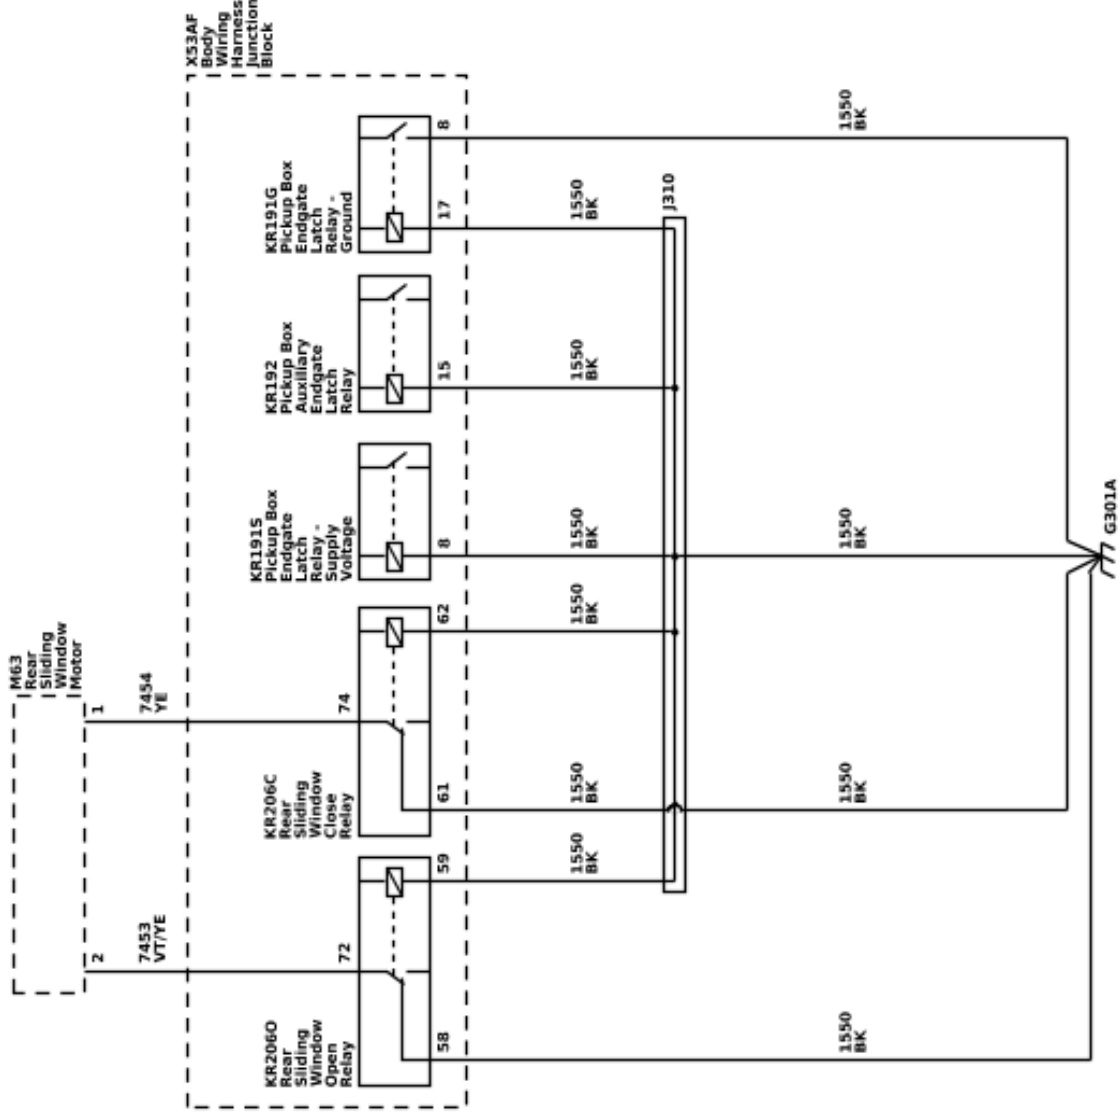 M63
Rear
Sliding
Window
Motor
2
1
7453
VT/YE
7454
YE
X53AF
Body
Wiring
Harness
Junction
Block
KR206O
Rear
Sliding
Window
Open
Relay
72
KR206C
Rear
Sliding
Window
Close
Relay
74
KR191S
Pickup Box
Endgate
Latch
Relay -
Supply
Voltage
KR192
Pickup Box
Auxiliary
Endgate
Latch
Relay
KR191G
Pickup Box
Endgate
Latch
Relay -
Ground
58
59
61
62
8
15
17
8
1550
BK
1550
BK
1550
BK
1550
BK
1550
BK
1550
BK
J310
1550
BK
1550
BK
1550
BK
1550
BK
G301A